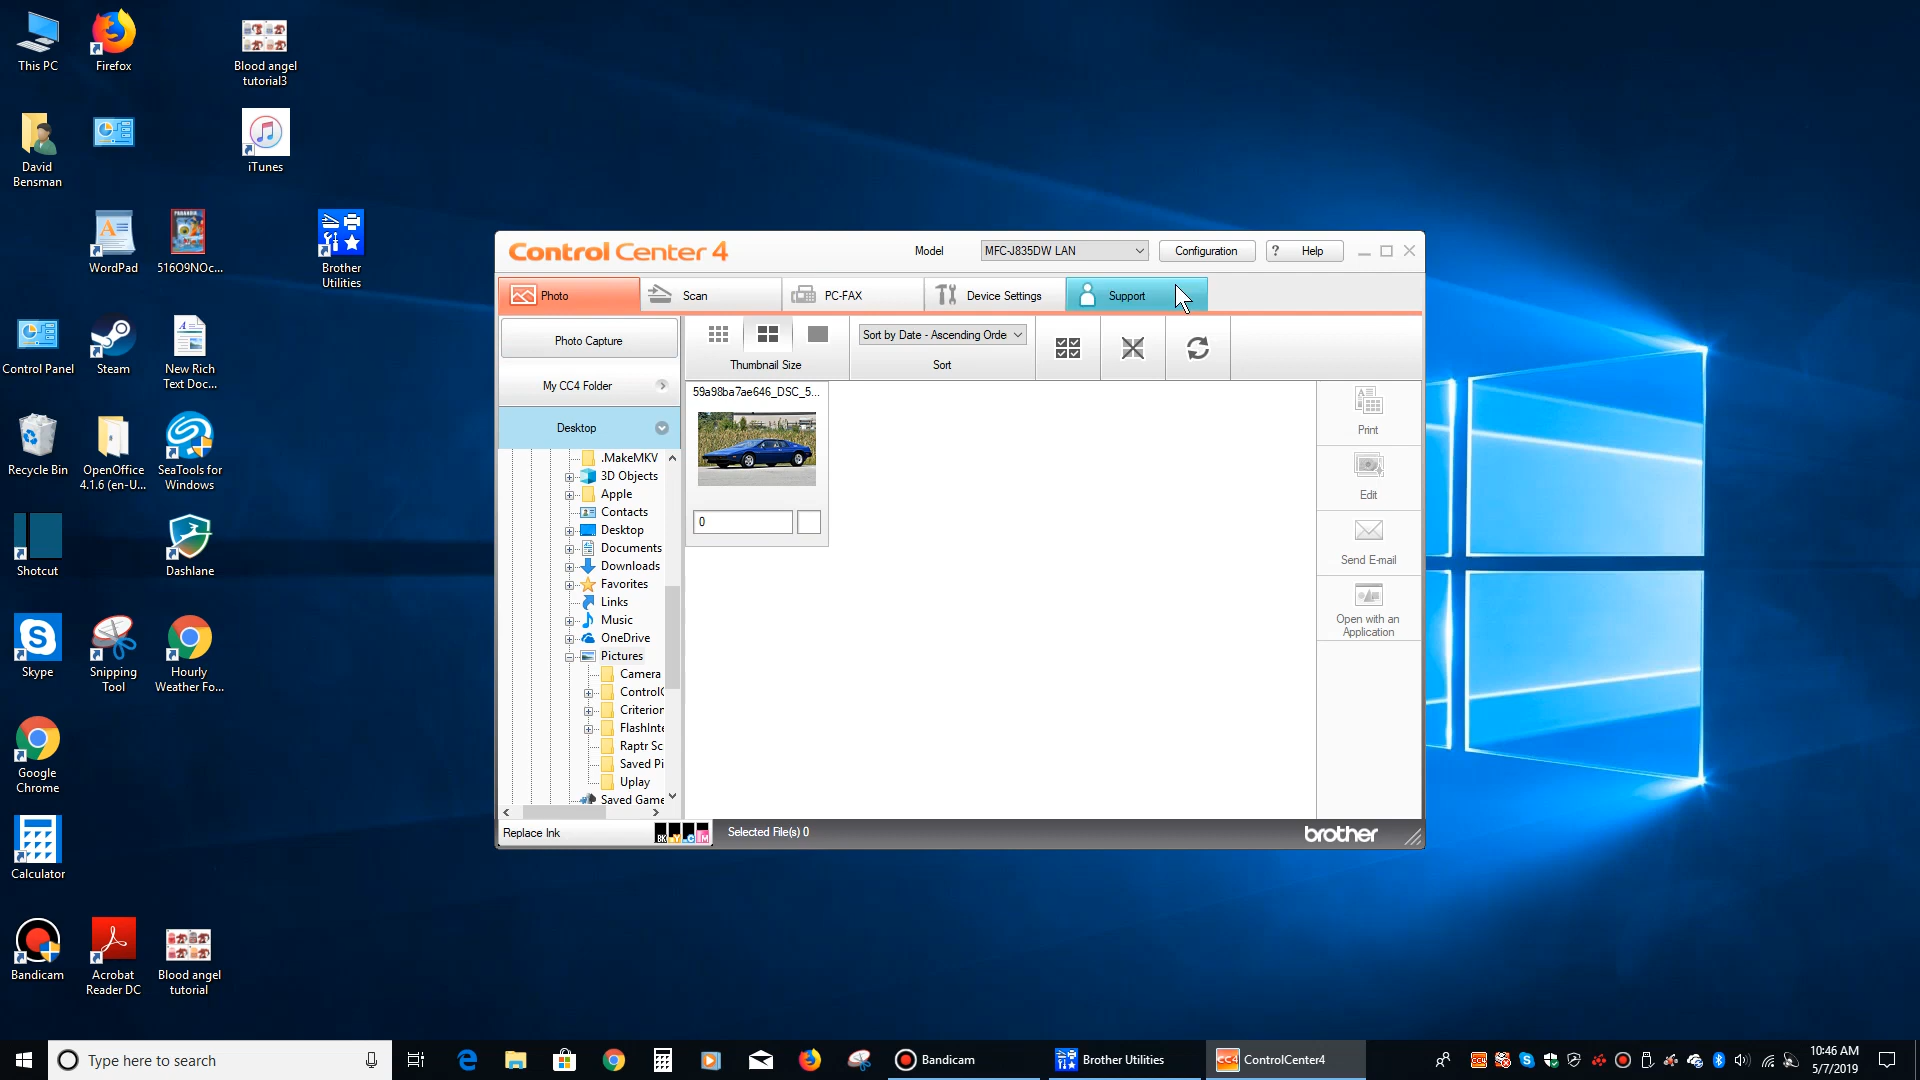 This PC
Firefox
Blood angel
tutorial3
David
Bensman
iTunes
WordPad
516O9NOc...
Brother
Utilities
Control Panel
Steam
New Rich
Text Doc...
Recycle Bin
OpenOffice
4.1.6 (en-U...
SeaTools for
Windows
Shotcut
Dashlane
Skype
Snipping
Tool
Hourly
Weather Fo...
Google
Chrome
Calculator
Bandicam
Acrobat
Reader DC
Blood angel
tutorial
Control Center 4
Model
MFC-J835DW LAN
Configuration
? Help
Photo
Scan
PC-FAX
Device Settings
Support
Photo Capture
My CC4 Folder
Desktop
Thumbnail Size
Sort by Date - Ascending Orde
Sort
.MakeMKV
3D Objects
Apple
Contacts
Desktop
Documents
Downloads
Favorites
Links
Music
OneDrive
Pictures
Camera
ControlC
Criterion
FlashInte
Raptr Sc
Saved Pi
Uplay
Saved Game
59a98ba7ae646_DSC_5...
0
Print
Edit
Send E-mail
Open with an
Application
Replace Ink
BK Y C M
Selected File(s) 0
brother
Type here to search
Bandicam
Brother Utilities
CC4 ControlCenter4
10:46 AM
5/7/2019